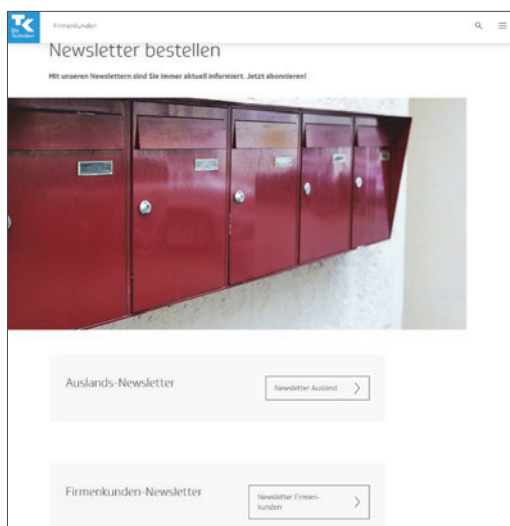 TK
Die
Techniker
Firmenkunden
Newsletter bestellen
Mit unseren Newslettern sind Sie immer aktuell informiert. Jetzt abonnieren!
Auslands-Newsletter
Newsletter Ausland
Firmenkunden-Newsletter
Newsletter Firmen-
kunden